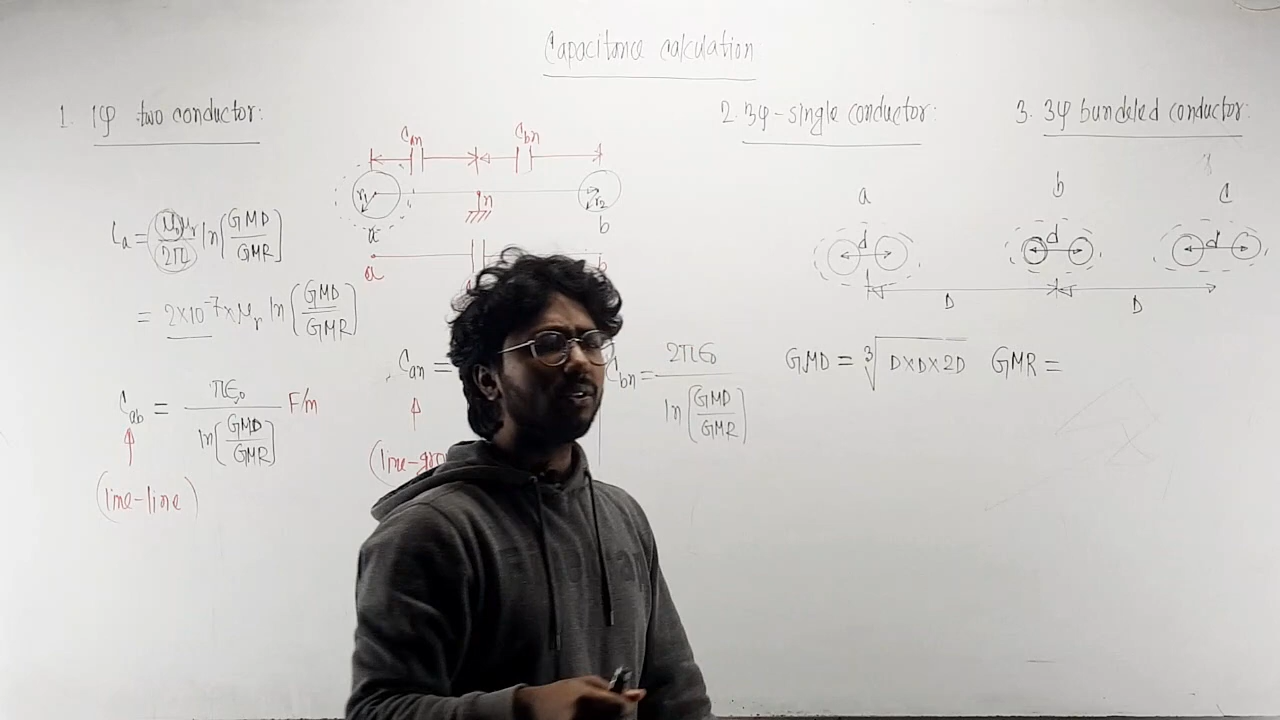 Capacitance calculation
1. 1φ two conductor:
2. 3φ-single conductor:
3. 3φ bundeled conductor:
Can
Cbn
r1
n
r2
a
b
a
b
La = μ0μr/2π ln[GMD/GMR]
= 2×10⁻⁷×μr ln[GMD/GMR]
Cab = πε0/ln[GMD/GMR] F/m
(line-line)
Can =
Cbn = 2πε0/ln[GMD/GMR]
a
b
c
d
d
d
D
D
GMD = ∛D×D×2D GMR =